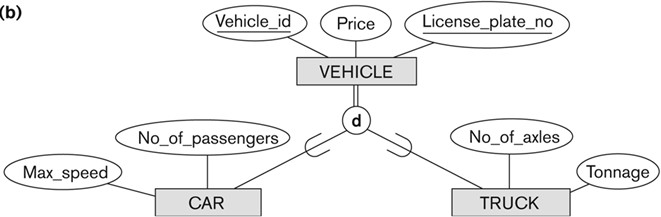 (b)
Vehicle_id
Price
License_plate_no
VEHICLE
d
No_of_passengers
No_of_axles
Max_speed
Tonnage
CAR
TRUCK